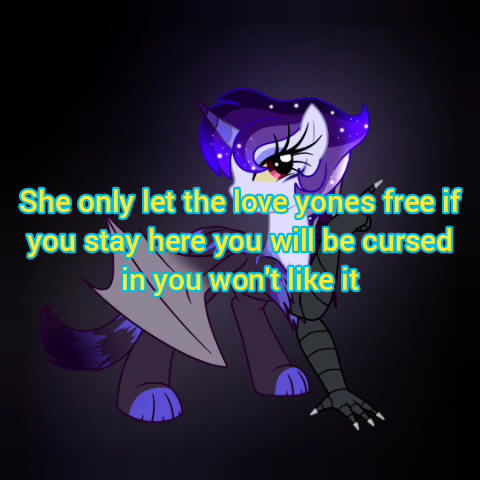 She only let the love yones free if
you stay here you will be cursed
in you won't like it